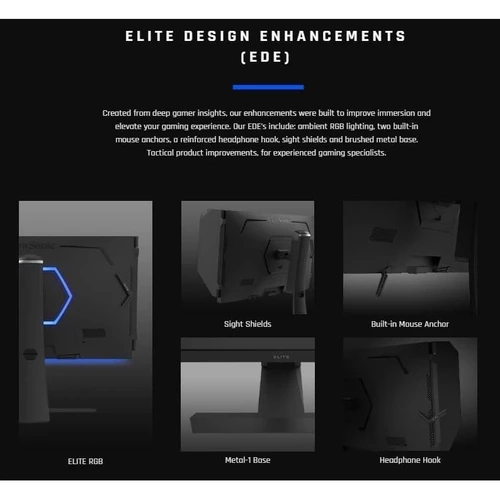 ELITE DESIGN ENHANCEMENTS
(EDE)
Created from deep gamer insights, our enhancements were built to improve immersion and
elevate your gaming experience. Our EDE's include: ambient RGB lighting, two built-in
mouse anchors, a reinforced headphone hook, sight shields and brushed metal base.
Tactical product improvements, for experienced gaming specialists.
Sight Shields
Built-in Mouse Anchor
ELITE
ELITE RGB
Metal-1 Base
Headphone Hook